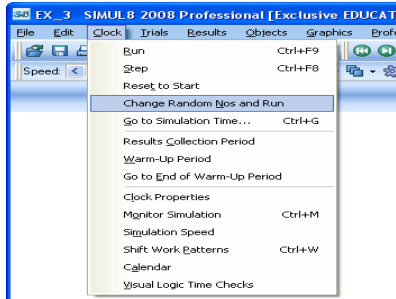 EX_3 SIMUL8 2008 Professional [Exclusive EDUCAT
File Edit Clock Trials Results Objects Graphics Prof
Speed:
Run Ctrl+F9
Step Ctrl+F8
Reset to Start
Change Random Nos and Run
Go to Simulation Time... Ctrl+G
Results Collection Period
Warm-Up Period
Go to End of Warm-Up Period
Clock Properties
Monitor Simulation Ctrl+M
Simulation Speed
Shift Work Patterns Ctrl+W
Calendar
Visual Logic Time Checks